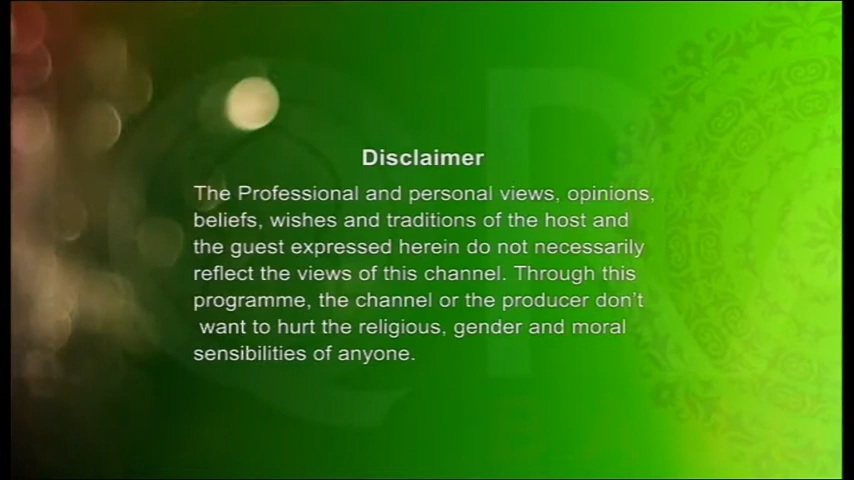 Disclaimer
The Professional and personal views, opinions,
beliefs, wishes and traditions of the host and
the guest expressed herein do not necessarily
reflect the views of this channel. Through this
programme, the channel or the producer don't
want to hurt the religious, gender and moral
sensibilities of anyone.